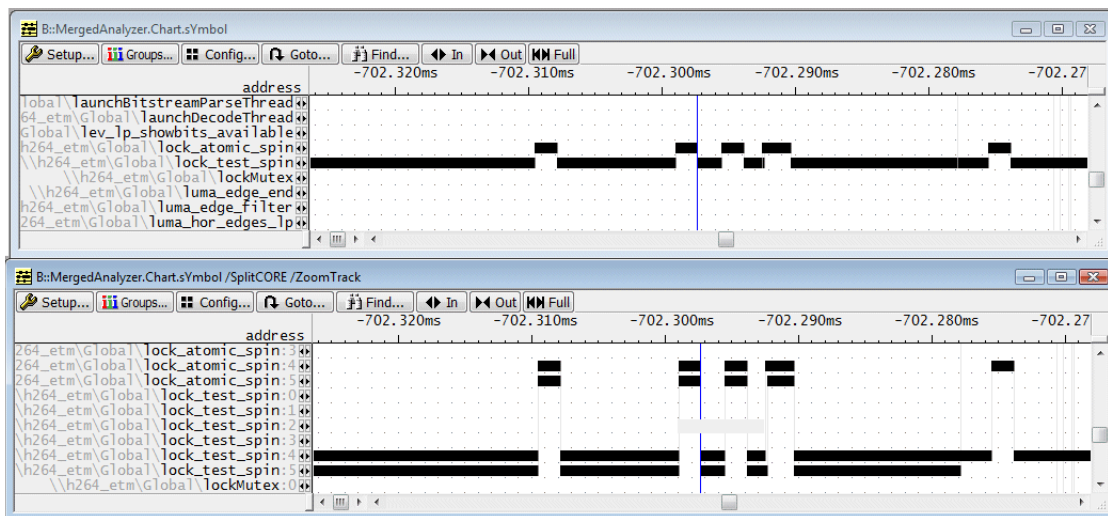 B::MergedAnalyzer.Chart.sYmbol
Setup... Groups... Config... Goto... Find... In Out Full
-702.320ms -702.310ms -702.300ms -702.290ms -702.280ms -702.27
address
lobal\launchBitstreamParseThread
64_etm\Global\launchDecodeThread
Global\lev_lp_showbits_available
h264_etm\Global\lock_atomic_spin
\\h264_etm\Global\lock_test_spin
\\h264_etm\Global\lockMutex
\\h264_etm\Global\luma_edge_end
h264_etm\Global\luma_edge_filter
264_etm\Global\luma_hor_edges_lp
B::MergedAnalyzer.Chart.sYmbol /SplitCORE /ZoomTrack
Setup... Groups... Config... Goto... Find... In Out Full
-702.320ms -702.310ms -702.300ms -702.290ms -702.280ms -702.27
address
264_etm\Global\lock_atomic_spin:3
264_etm\Global\lock_atomic_spin:4
264_etm\Global\lock_atomic_spin:5
\h264_etm\Global\lock_test_spin:0
\h264_etm\Global\lock_test_spin:1
\h264_etm\Global\lock_test_spin:2
\h264_etm\Global\lock_test_spin:3
\h264_etm\Global\lock_test_spin:4
\h264_etm\Global\lock_test_spin:5
\\h264_etm\Global\lockMutex:0